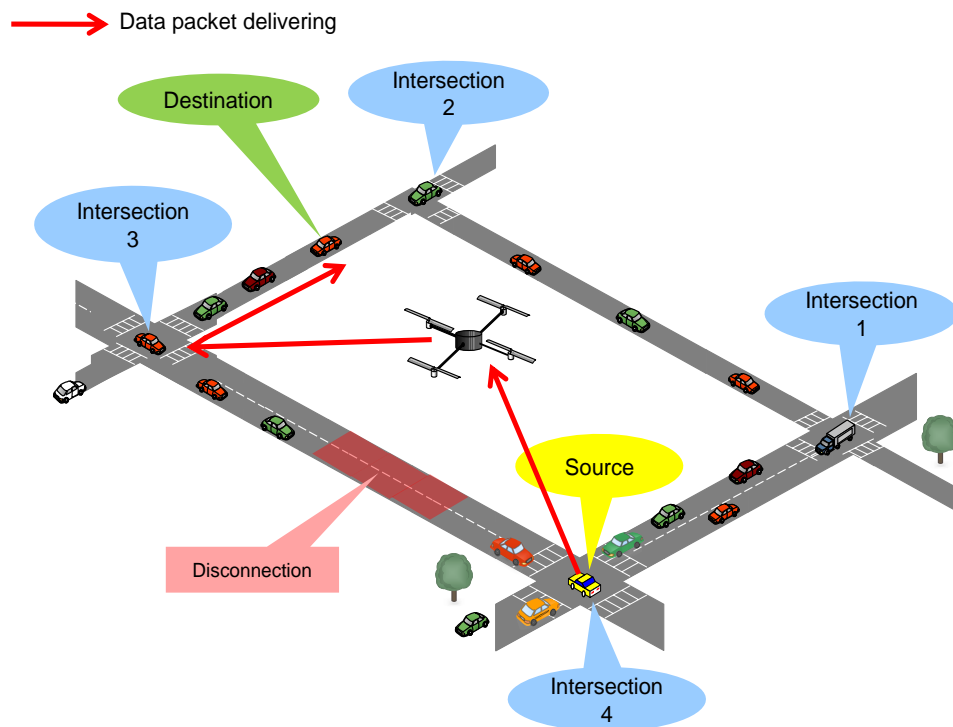 Data packet delivering
Intersection
2
Destination
Intersection
3
Intersection
1
Source
Disconnection
Intersection
4